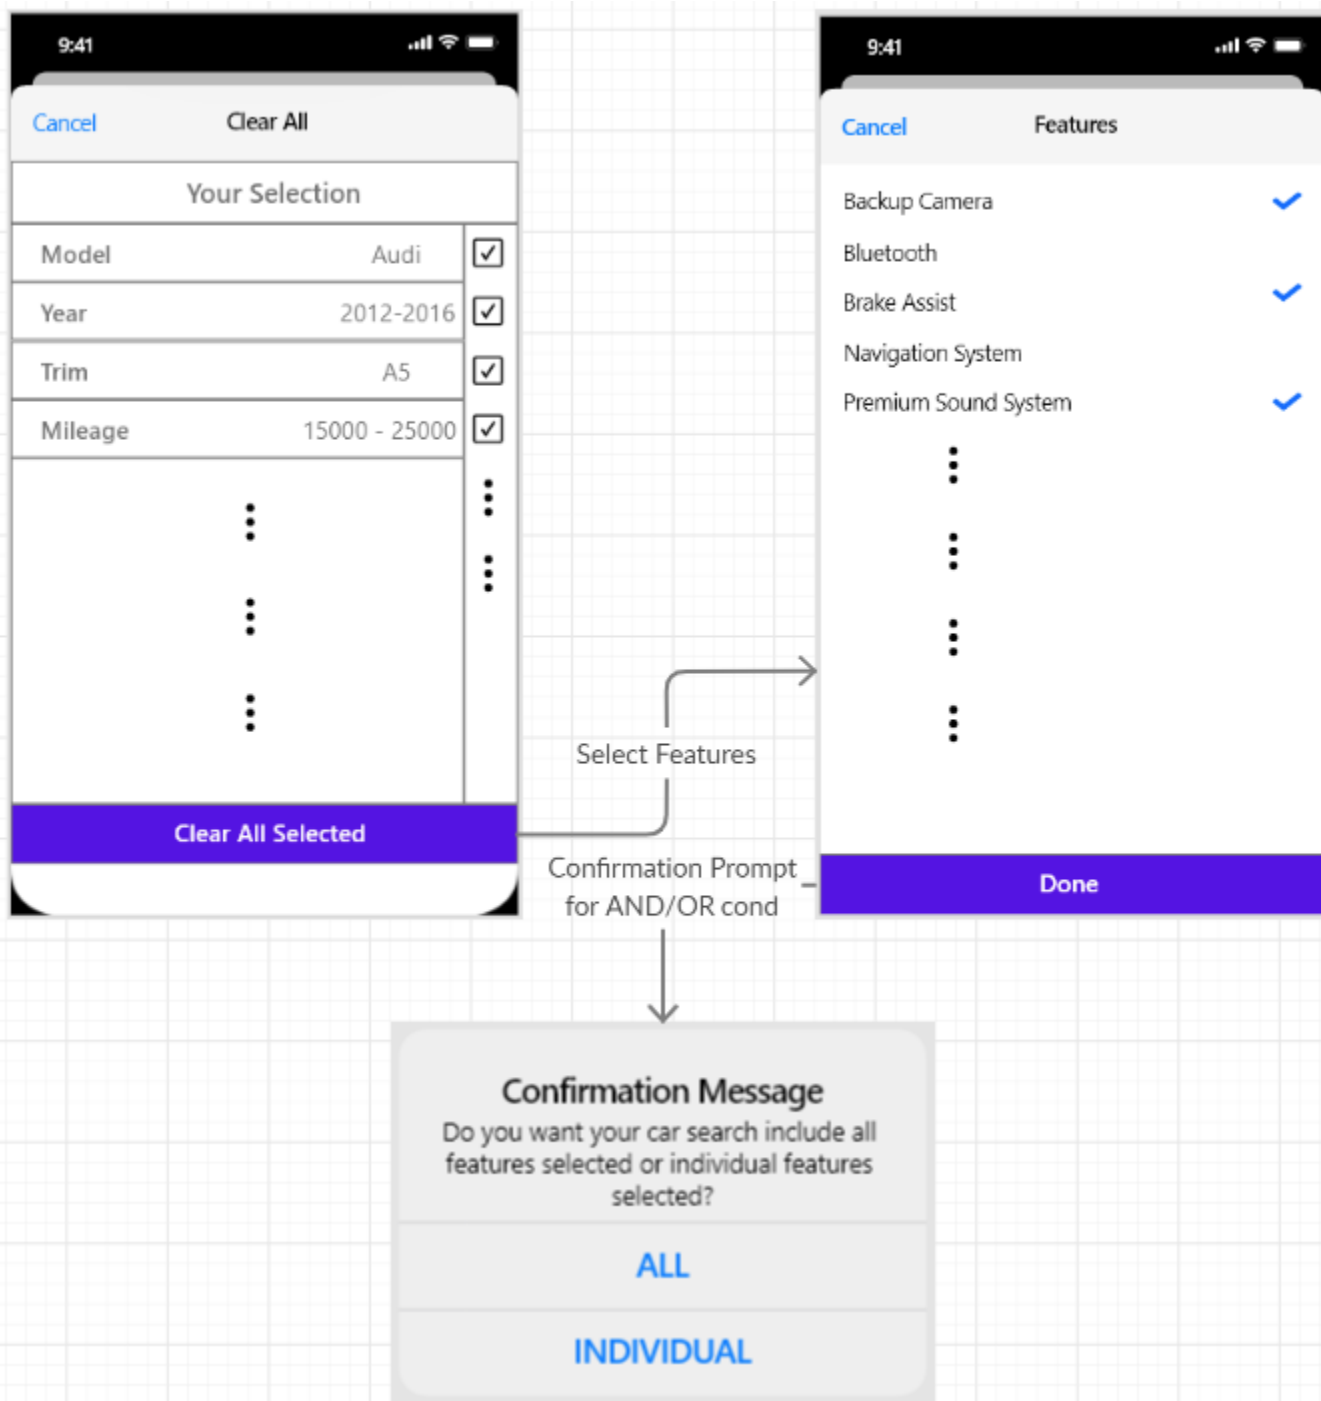 9:41
Cancel Clear All
Your Selection
Model Audi
Year 2012-2016
Trim A5
Mileage 15000 - 25000
Clear All Selected
Select Features
Confirmation Prompt
for AND/OR cond
9:41
Cancel Features
Backup Camera
Bluetooth
Brake Assist
Navigation System
Premium Sound System
Done
Confirmation Message
Do you want your car search include all
features selected or individual features
selected?
ALL
INDIVIDUAL